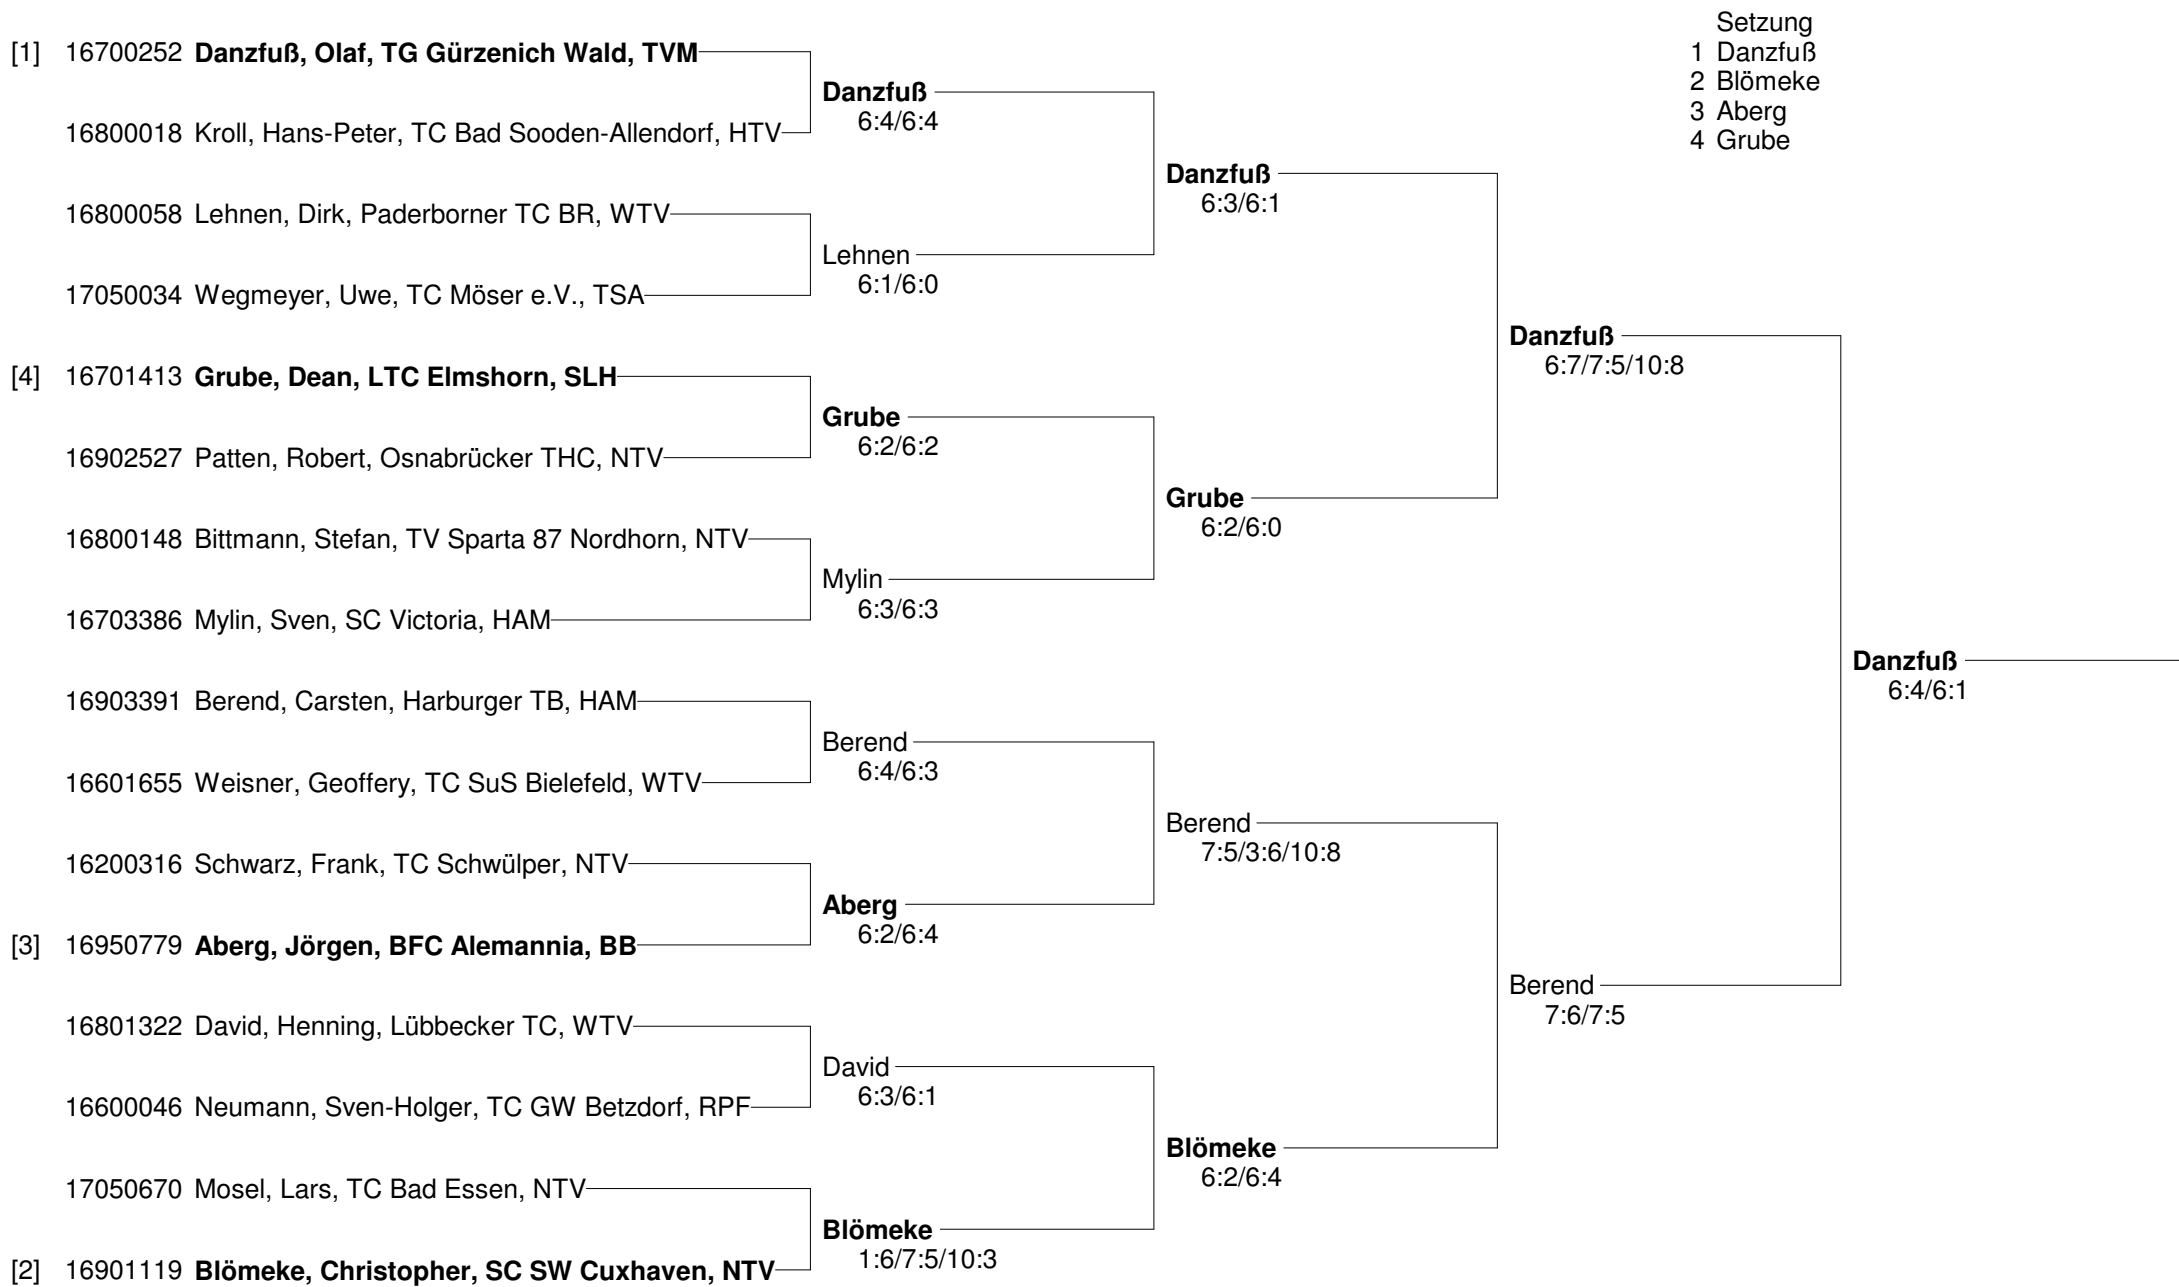 Setzung
1 Danzfuß
2 Blömeke
3 Aberg
4 Grube
[1] 16700252 Danzfuß, Olaf, TG Gürzenich Wald, TVM
Danzfuß
6:4/6:4
16800018 Kroll, Hans-Peter, TC Bad Sooden-Allendorf, HTV
Danzfuß
6:3/6:1
16800058 Lehnen, Dirk, Paderborner TC BR, WTV
Lehnen
6:1/6:0
17050034 Wegmeyer, Uwe, TC Möser e.V., TSA
Danzfuß
6:7/7:5/10:8
[4] 16701413 Grube, Dean, LTC Elmshorn, SLH
Grube
6:2/6:2
16902527 Patten, Robert, Osnabrücker THC, NTV
Grube
6:2/6:0
16800148 Bittmann, Stefan, TV Sparta 87 Nordhorn, NTV
Mylin
6:3/6:3
16703386 Mylin, Sven, SC Victoria, HAM
Danzfuß
6:4/6:1
16903391 Berend, Carsten, Harburger TB, HAM
Berend
6:4/6:3
16601655 Weisner, Geoffery, TC SuS Bielefeld, WTV
Berend
7:5/3:6/10:8
16200316 Schwarz, Frank, TC Schwülper, NTV
Aberg
6:2/6:4
[3] 16950779 Aberg, Jörgen, BFC Alemannia, BB
Berend
7:6/7:5
16801322 David, Henning, Lübbecker TC, WTV
David
6:3/6:1
16600046 Neumann, Sven-Holger, TC GW Betzdorf, RPF
Blömeke
6:2/6:4
17050670 Mosel, Lars, TC Bad Essen, NTV
Blömeke
1:6/7:5/10:3
[2] 16901119 Blömeke, Christopher, SC SW Cuxhaven, NTV